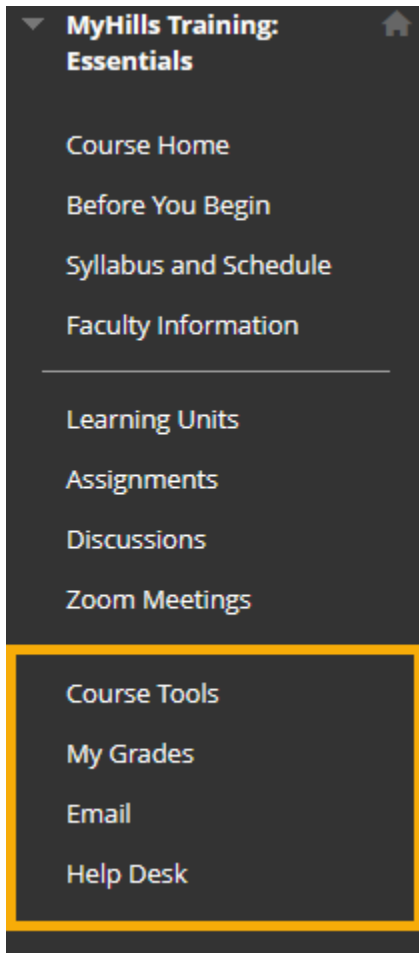 MyHills Training:
Essentials
Course Home
Before You Begin
Syllabus and Schedule
Faculty Information
Learning Units
Assignments
Discussions
Zoom Meetings
Course Tools
My Grades
Email
Help Desk